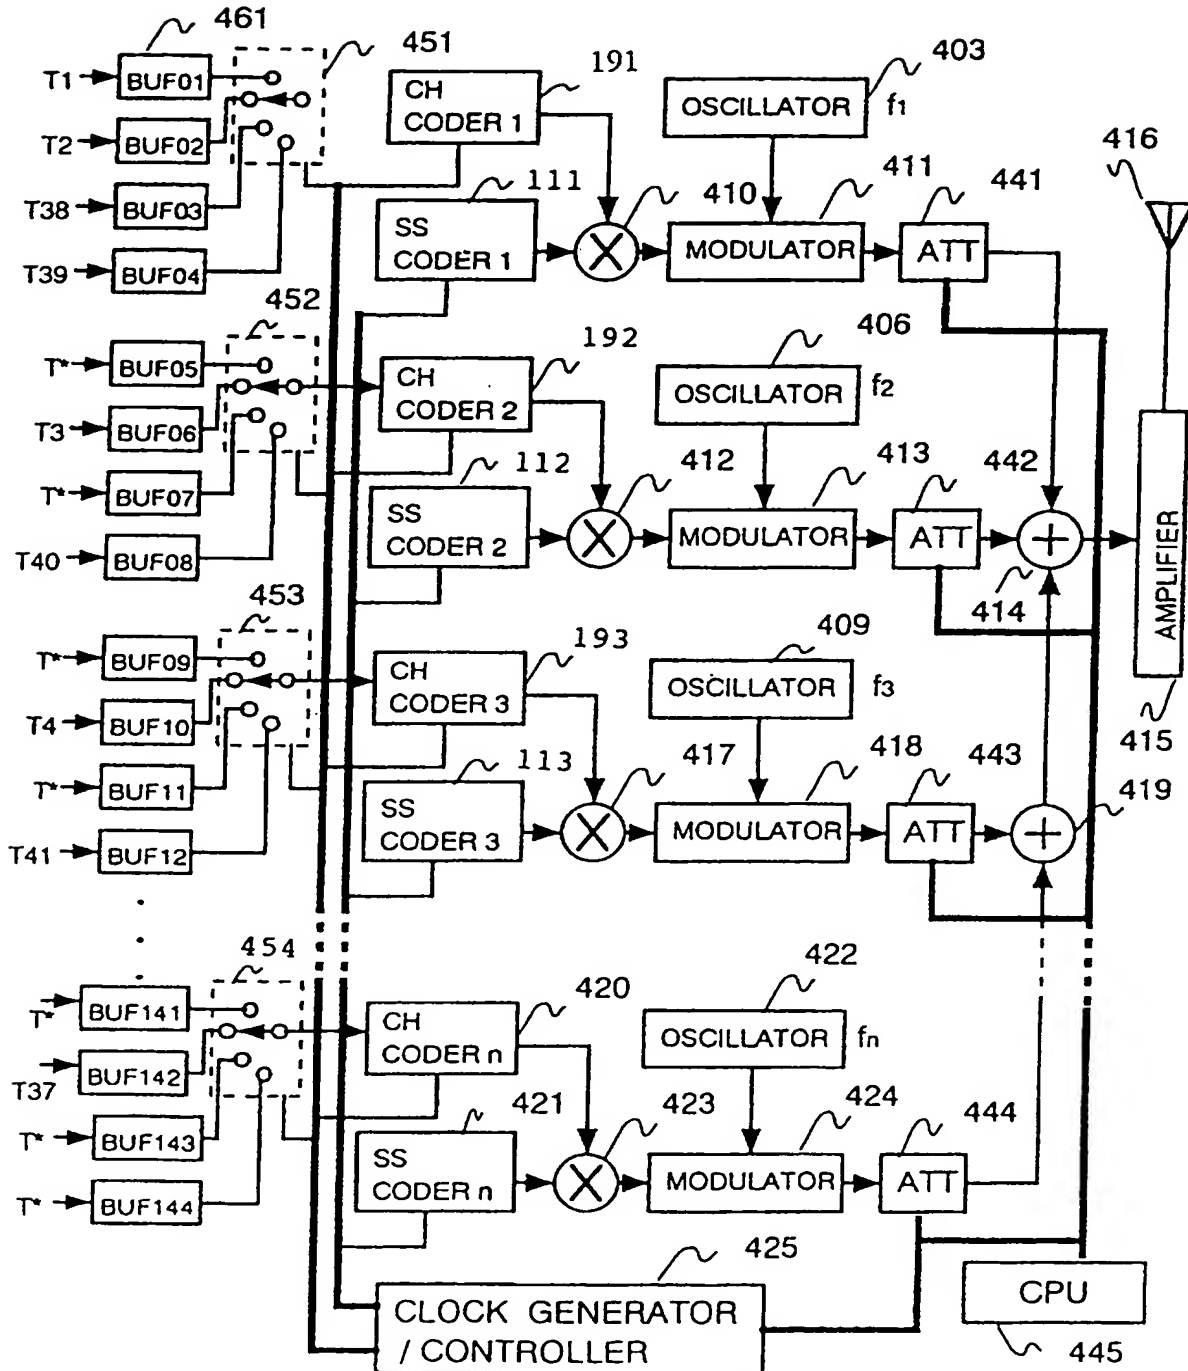 461
451
191
403
T1
BUF01
CH
CODER 1
OSCILLATOR
f1
T2
BUF02
111
410
411
441
416
T38
BUF03
SS
CODER 1
MODULATOR
ATT
T39
BUF04
452
192
406
T*
BUF05
CH
CODER 2
OSCILLATOR
f2
T3
BUF06
112
412
413
442
T*
BUF07
SS
CODER 2
MODULATOR
ATT
T40
BUF08
414
AMPLIFIER
453
193
409
T*
BUF09
CH
CODER 3
OSCILLATOR
f3
T4
BUF10
113
417
418
443
415
T*
BUF11
SS
CODER 3
MODULATOR
ATT
419
T41
BUF12
454
420
422
T*
BUF141
CH
CODER n
OSCILLATOR
fn
T37
BUF142
421
423
424
444
T*
BUF143
SS
CODER n
MODULATOR
ATT
T*
BUF144
425
CLOCK GENERATOR
/ CONTROLLER
CPU
445